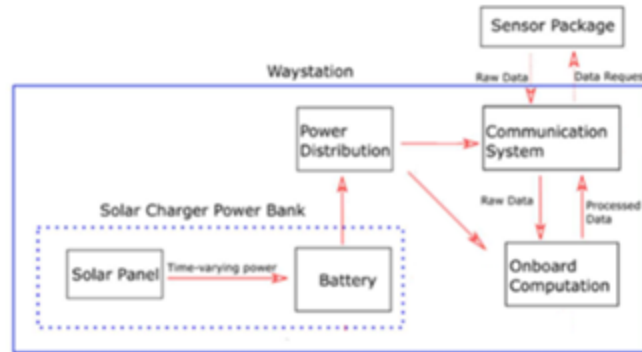 Sensor Package
Waystation
Raw Data
Data Reques
Power
Distribution
Communication
System
Solar Charger Power Bank
Raw Data
Processed
Data
Solar Panel
Time-varying power
Battery
Onboard
Computation